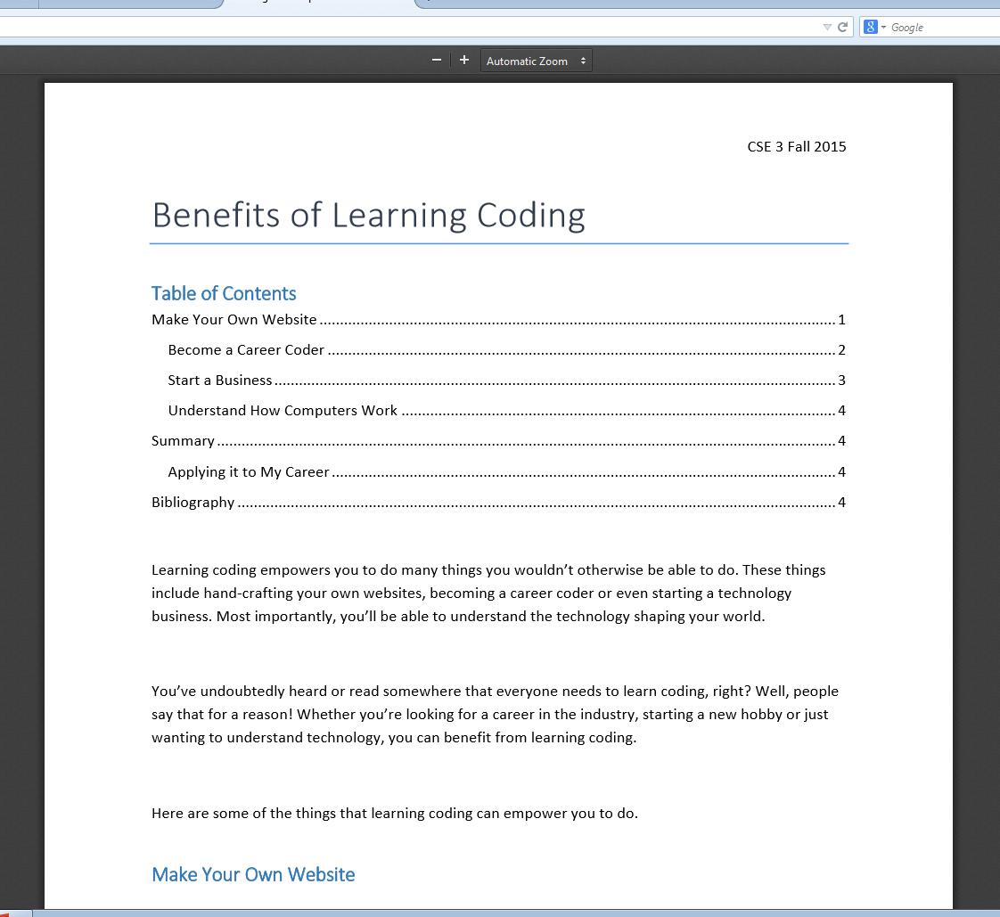 Google
Automatic Zoom
CSE 3 Fall 2015
Benefits of Learning Coding
Table of Contents
Make Your Own Website 1
Become a Career Coder 2
Start a Business 3
Understand How Computers Work 4
Summary 4
Applying it to My Career 4
Bibliography 4
Learning coding empowers you to do many things you wouldn’t otherwise be able to do. These things
include hand-crafting your own websites, becoming a career coder or even starting a technology
business. Most importantly, you’ll be able to understand the technology shaping your world.
You’ve undoubtedly heard or read somewhere that everyone needs to learn coding, right? Well, people
say that for a reason! Whether you’re looking for a career in the industry, starting a new hobby or just
wanting to understand technology, you can benefit from learning coding.
Here are some of the things that learning coding can empower you to do.
Make Your Own Website